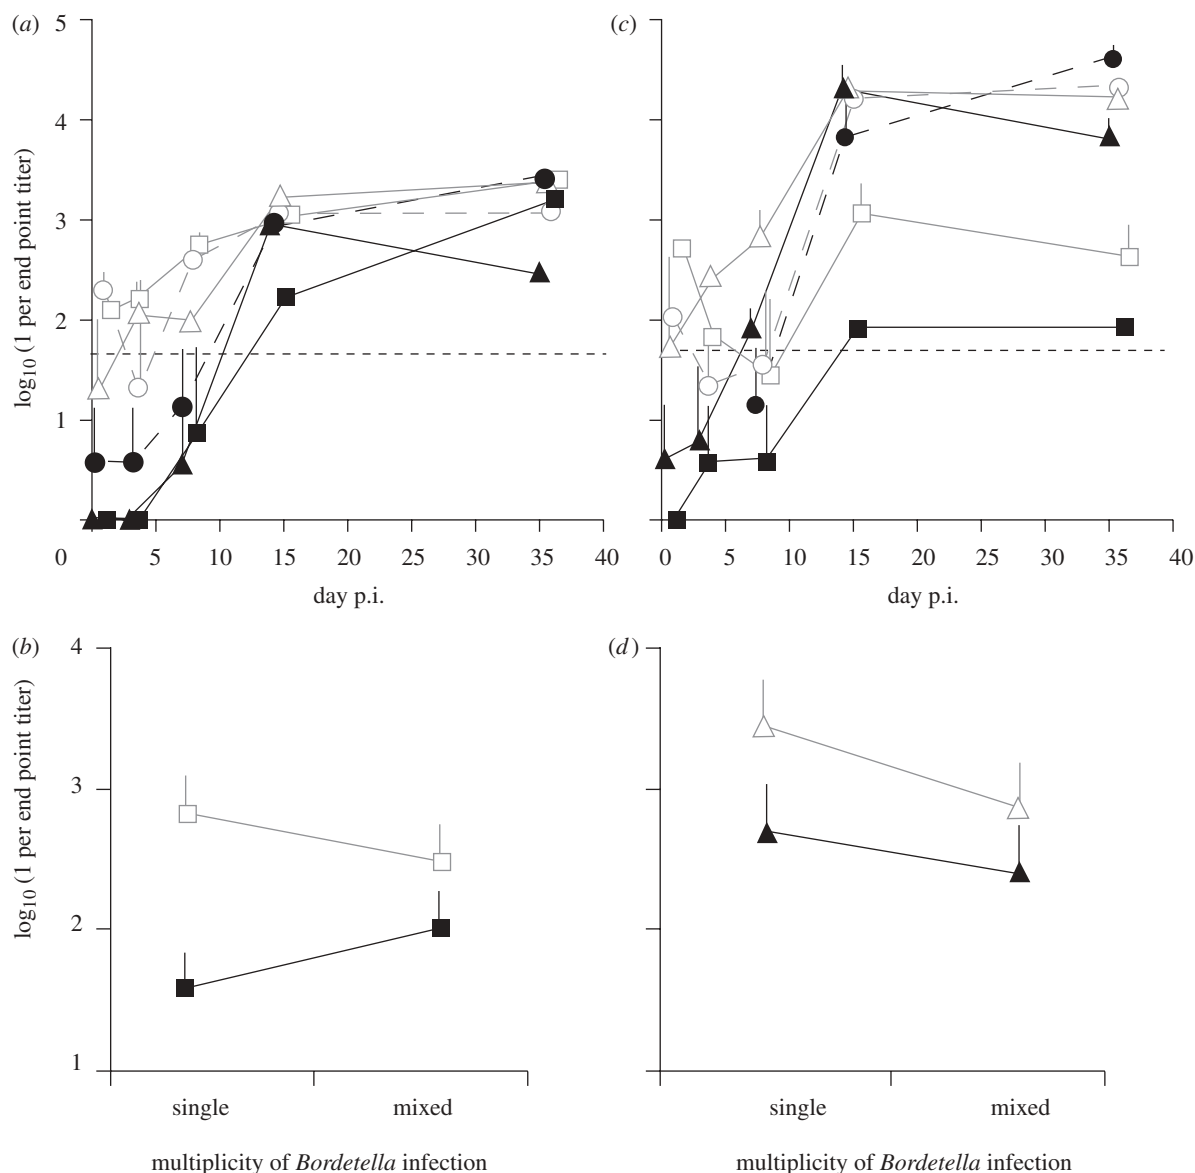 (a)
5
4
3
2
1
log10 (1 per end point titer)
0 5 10 15 20 25 30 35 40
day p.i.
(c)
0 5 10 15 20 25 30 35 40
day p.i.
(b)
4
3
2
1
log10 (1 per end point titer)
single mixed
multiplicity of Bordetella infection
(d)
single mixed
multiplicity of Bordetella infection